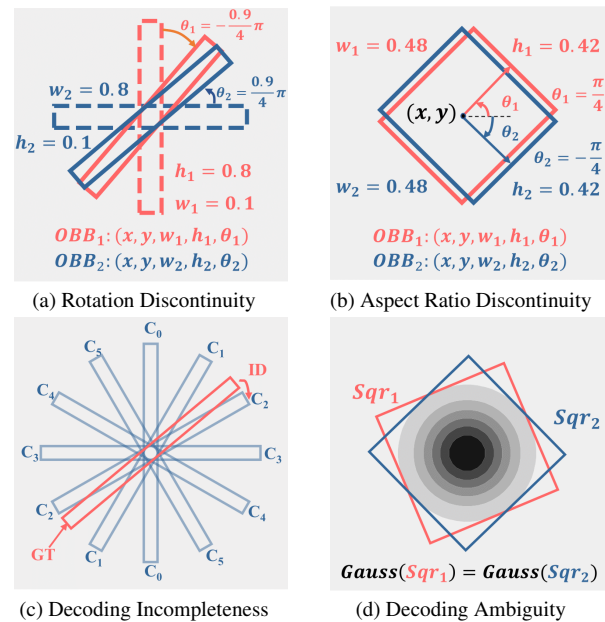 θ₁ = −0.9/4 π
w₂ = 0.8
θ₂ = 0.9/4 π
h₂ = 0.1
h₁ = 0.8
w₁ = 0.1
OBB₁: (x, y, w₁, h₁, θ₁)
OBB₂: (x, y, w₂, h₂, θ₂)
(a) Rotation Discontinuity
w₁ = 0.48
h₁ = 0.42
θ₁ = π/4
(x, y)
θ₁
θ₂
θ₂ = −π/4
w₂ = 0.48
h₂ = 0.42
OBB₁: (x, y, w₁, h₁, θ₁)
OBB₂: (x, y, w₂, h₂, θ₂)
(b) Aspect Ratio Discontinuity
C₀
C₅
C₁
ID
C₄
C₂
C₃
C₃
C₂
C₄
GT
C₁
C₅
C₀
(c) Decoding Incompleteness
Sqr₁
Sqr₂
Gauss(Sqr₁) = Gauss(Sqr₂)
(d) Decoding Ambiguity